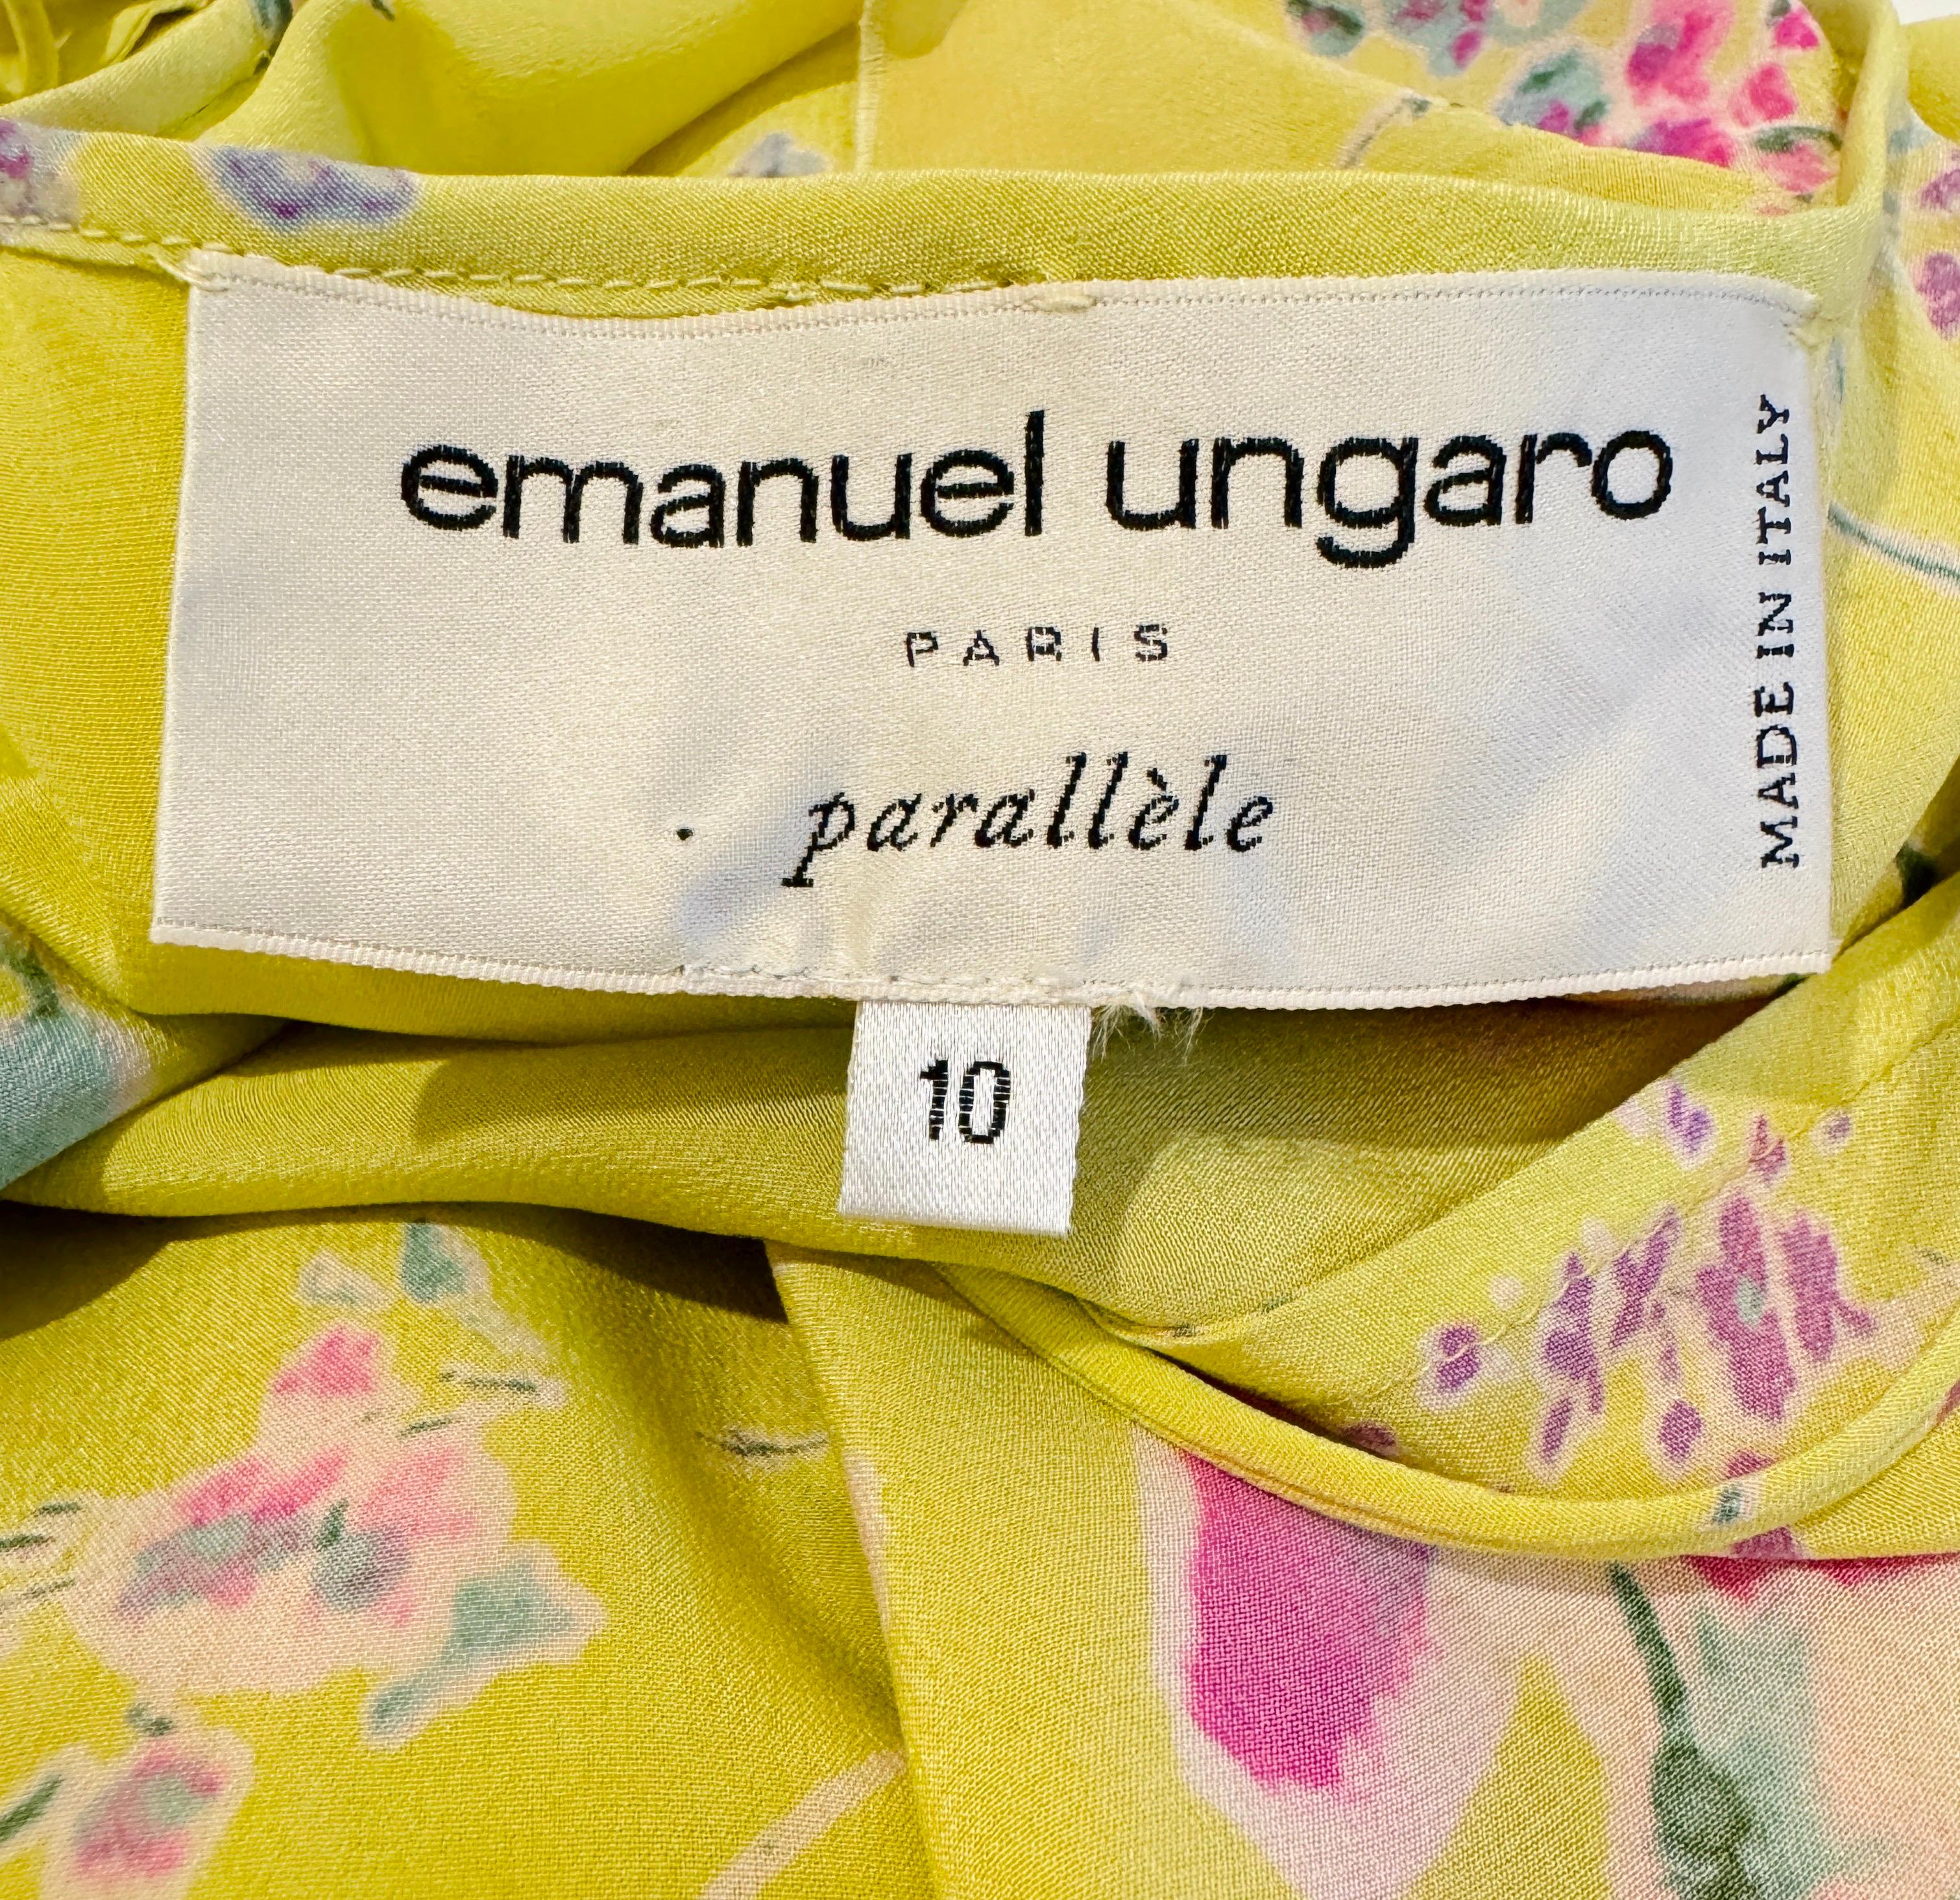 emanuel ungaro
PARIS
parallèle
MADE IN ITALY
10